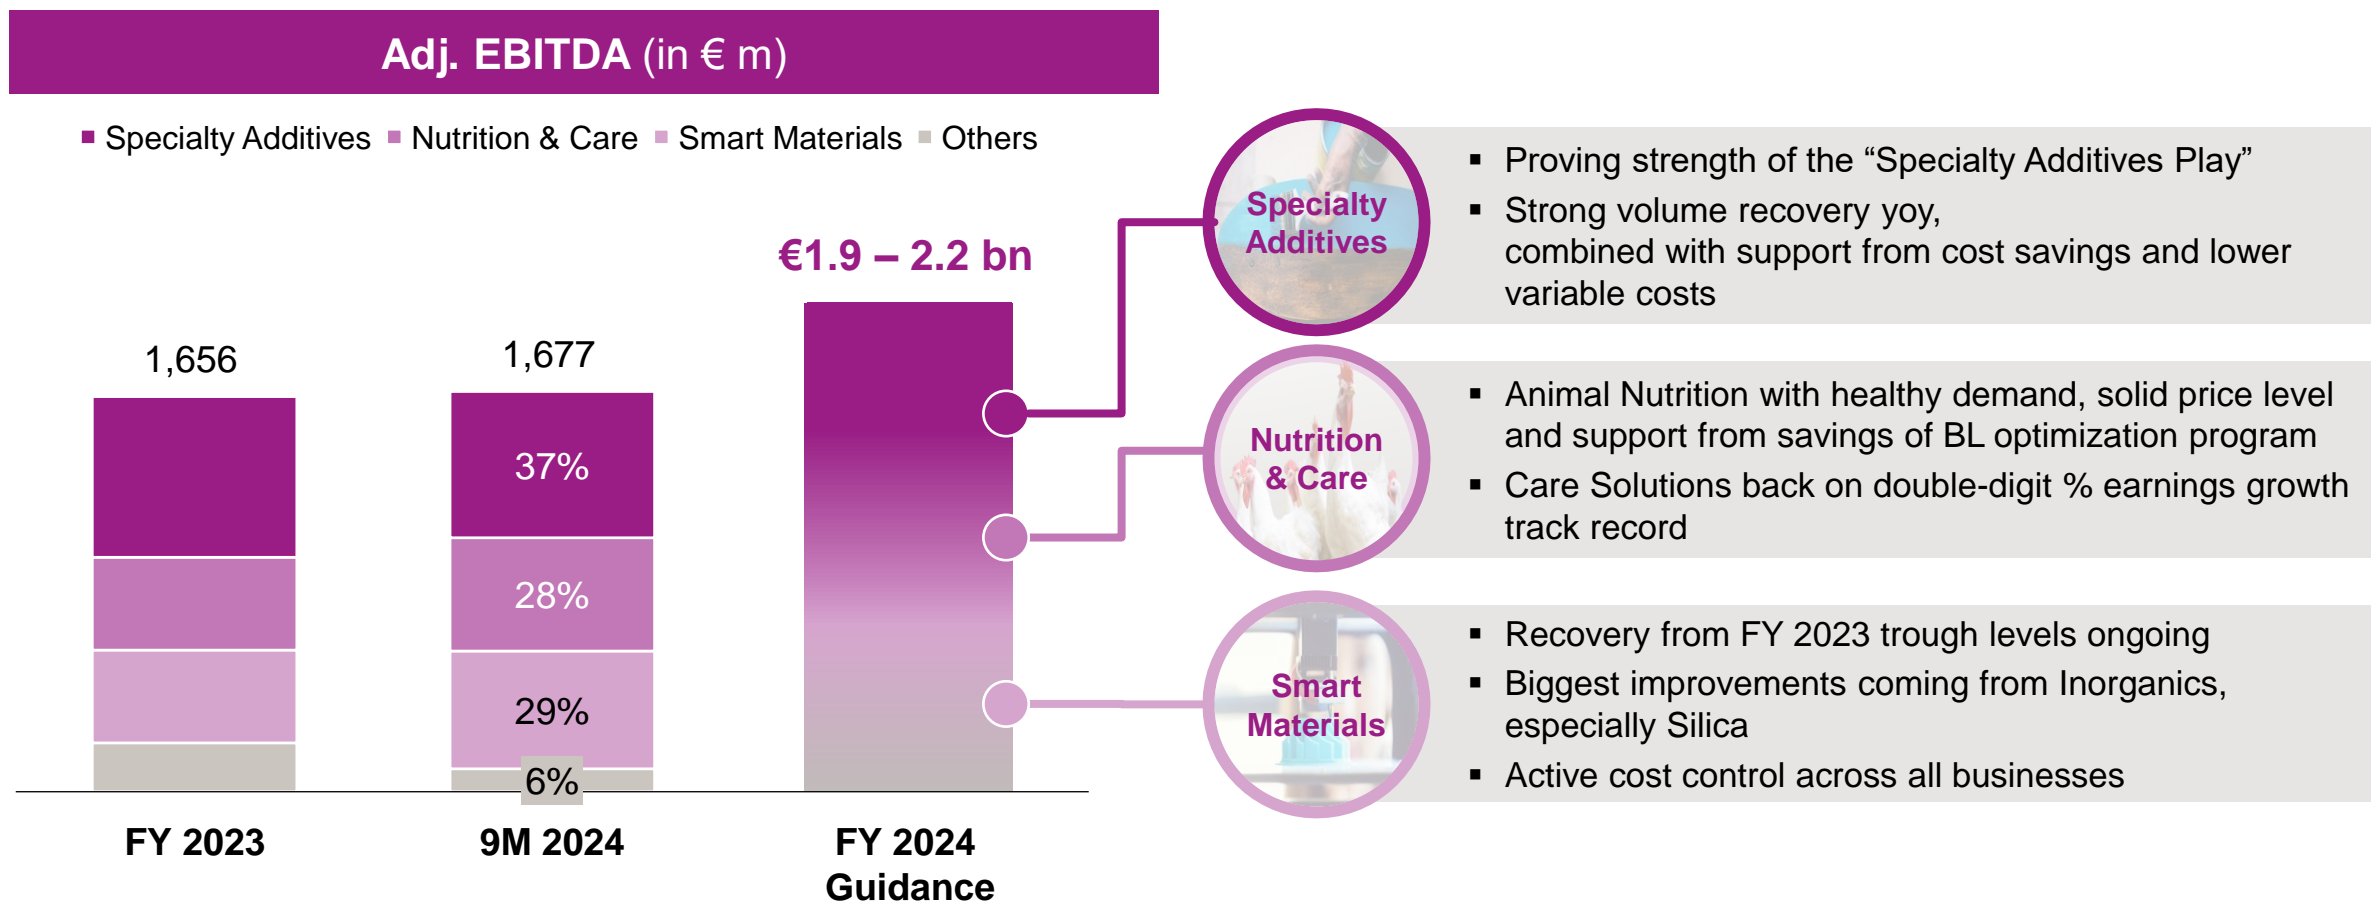 Adj. EBITDA (in € m)
Specialty Additives
Nutrition & Care
Smart Materials
Others
€1.9 – 2.2 bn
1,656
1,677
37%
28%
29%
6%
FY 2023
9M 2024
FY 2024
Guidance
Specialty
Additives
▪ Proving strength of the “Specialty Additives Play”
▪ Strong volume recovery yoy,
combined with support from cost savings and lower
variable costs
Nutrition
& Care
▪ Animal Nutrition with healthy demand, solid price level
and support from savings of BL optimization program
▪ Care Solutions back on double-digit % earnings growth
track record
Smart
Materials
▪ Recovery from FY 2023 trough levels ongoing
▪ Biggest improvements coming from Inorganics,
especially Silica
▪ Active cost control across all businesses